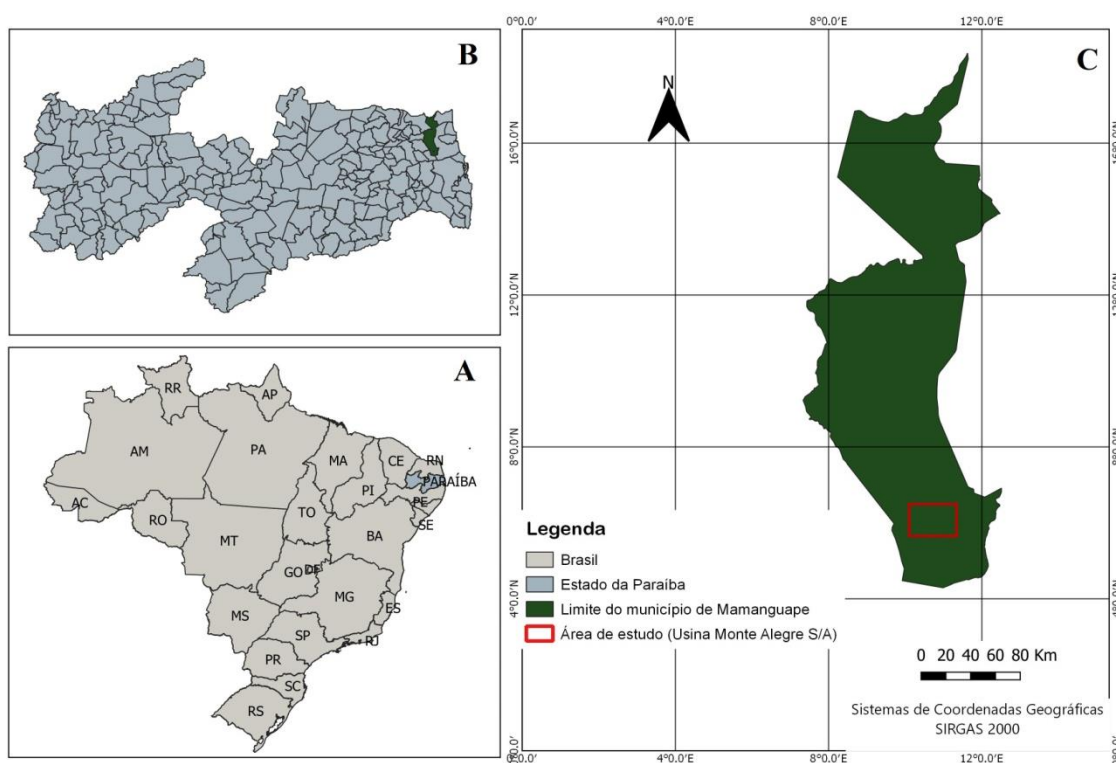 B
A
RR
AP
AM
PA
MA
CE
RN
PARAÍBA
PI
PE
AC
TO
SE
RO
BA
MT
GO
DF
MG
MS
ES
SP
RJ
PR
SC
RS
0°0.0'
4°0.0'
8°0.0'
12°0.0'
C
N
16°0.0'N
12°0.0'N
8°0.0'N
4°0.0'N
Legenda
Brasil
Estado da Paraíba
Limite do município de Mamanguape
Área de estudo (Usina Monte Alegre S/A)
0 20 40 60 80 Km
Sistemas de Coordenadas Geográficas
SIRGAS 2000
4°0.0'
8°0.0'
12°0.0'